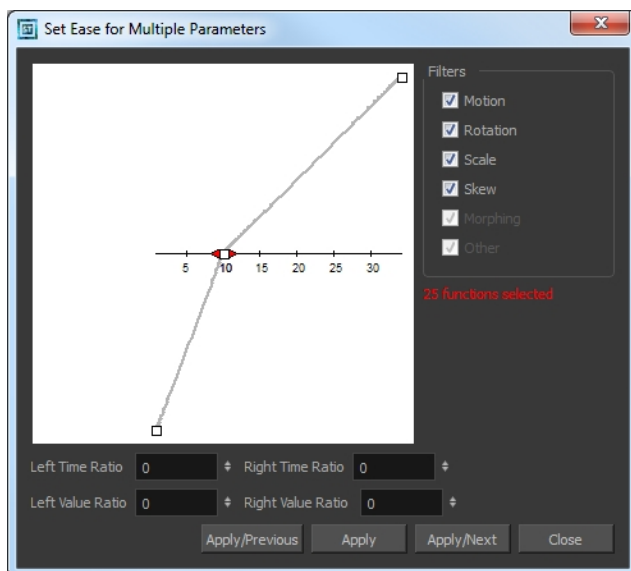 Set Ease for Multiple Parameters
Filters
Motion
Rotation
Scale
Skew
Morphing
Other
25 functions selected
5 10 15 20 25 30
Left Time Ratio 0 Right Time Ratio 0
Left Value Ratio 0 Right Value Ratio 0
Apply/Previous Apply Apply/Next Close